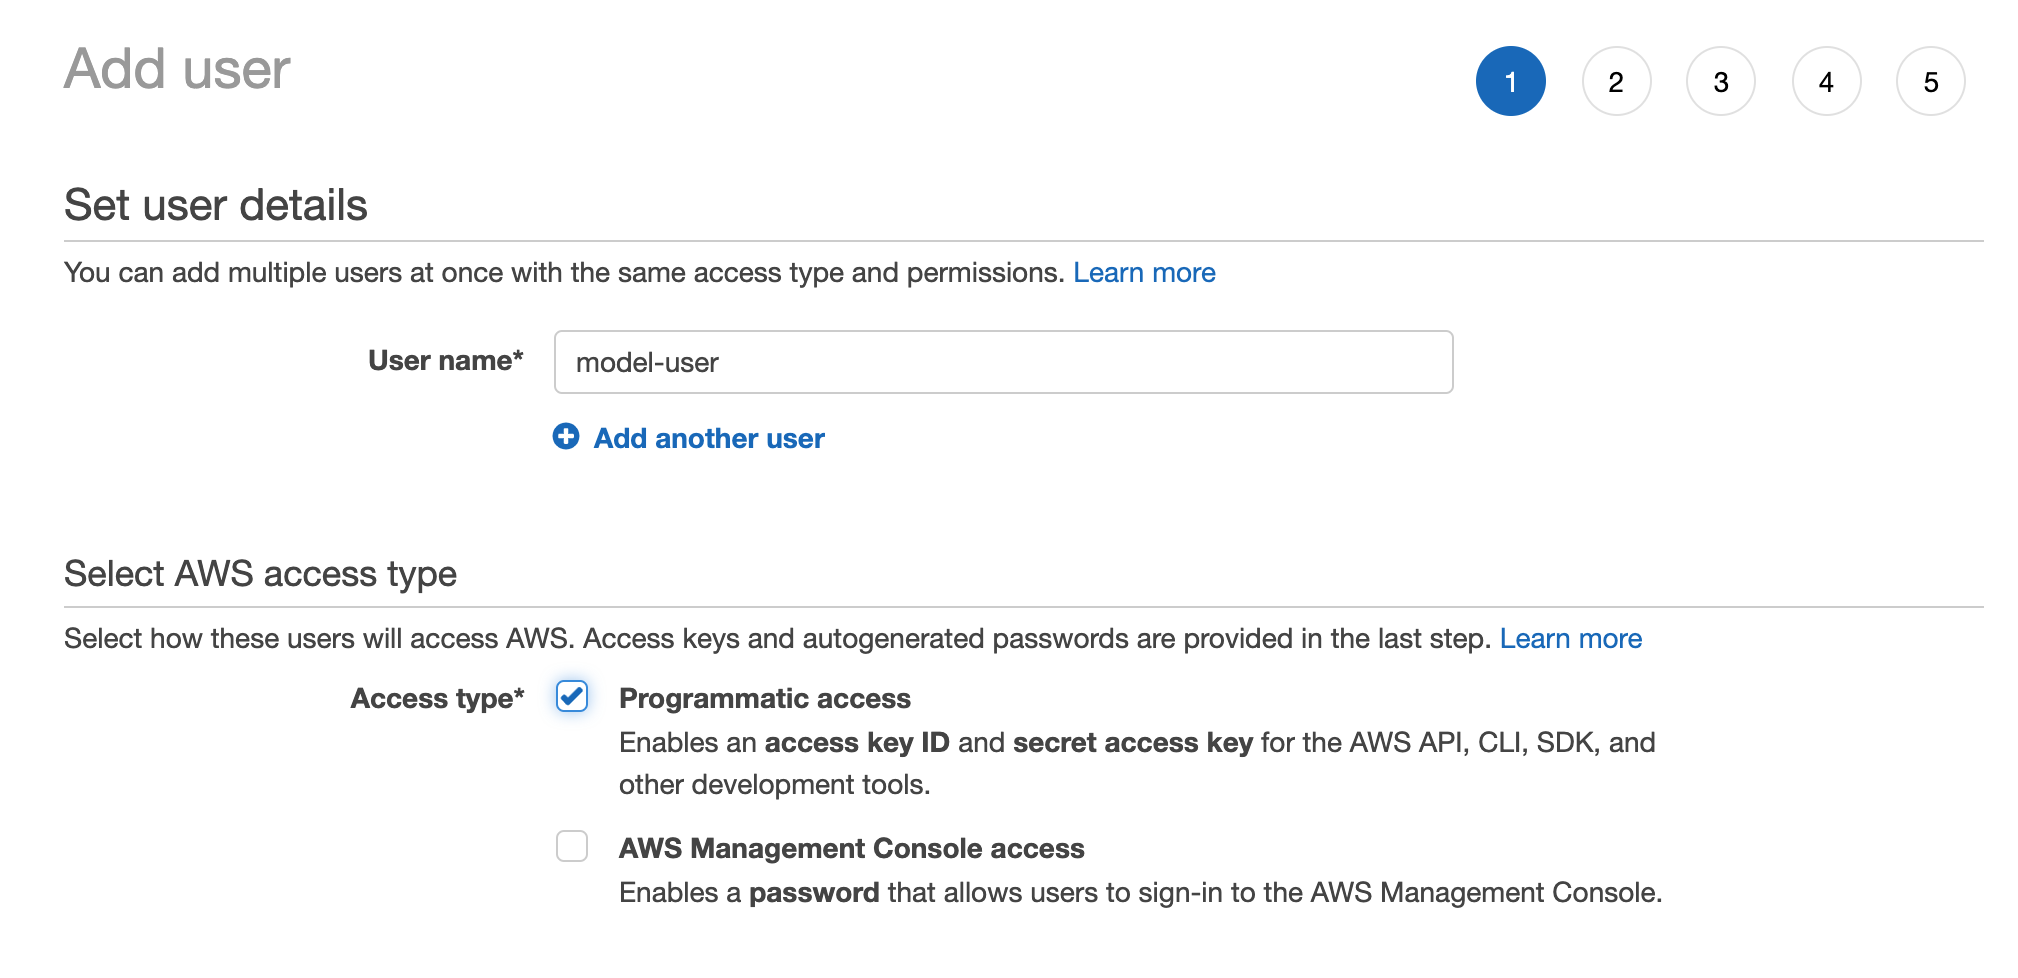 Add user
1 2 3 4 5
Set user details
You can add multiple users at once with the same access type and permissions. Learn more
User name* model-user
Add another user
Select AWS access type
Select how these users will access AWS. Access keys and autogenerated passwords are provided in the last step. Learn more
Access type* Programmatic access
Enables an access key ID and secret access key for the AWS API, CLI, SDK, and
other development tools.
AWS Management Console access
Enables a password that allows users to sign-in to the AWS Management Console.